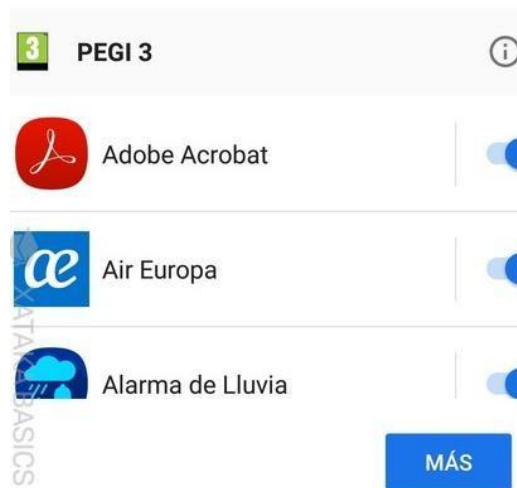 3 PEGI 3
Adobe Acrobat
æ Air Europa
Alarma de Lluvia
MÁS
XATAKA BASICS